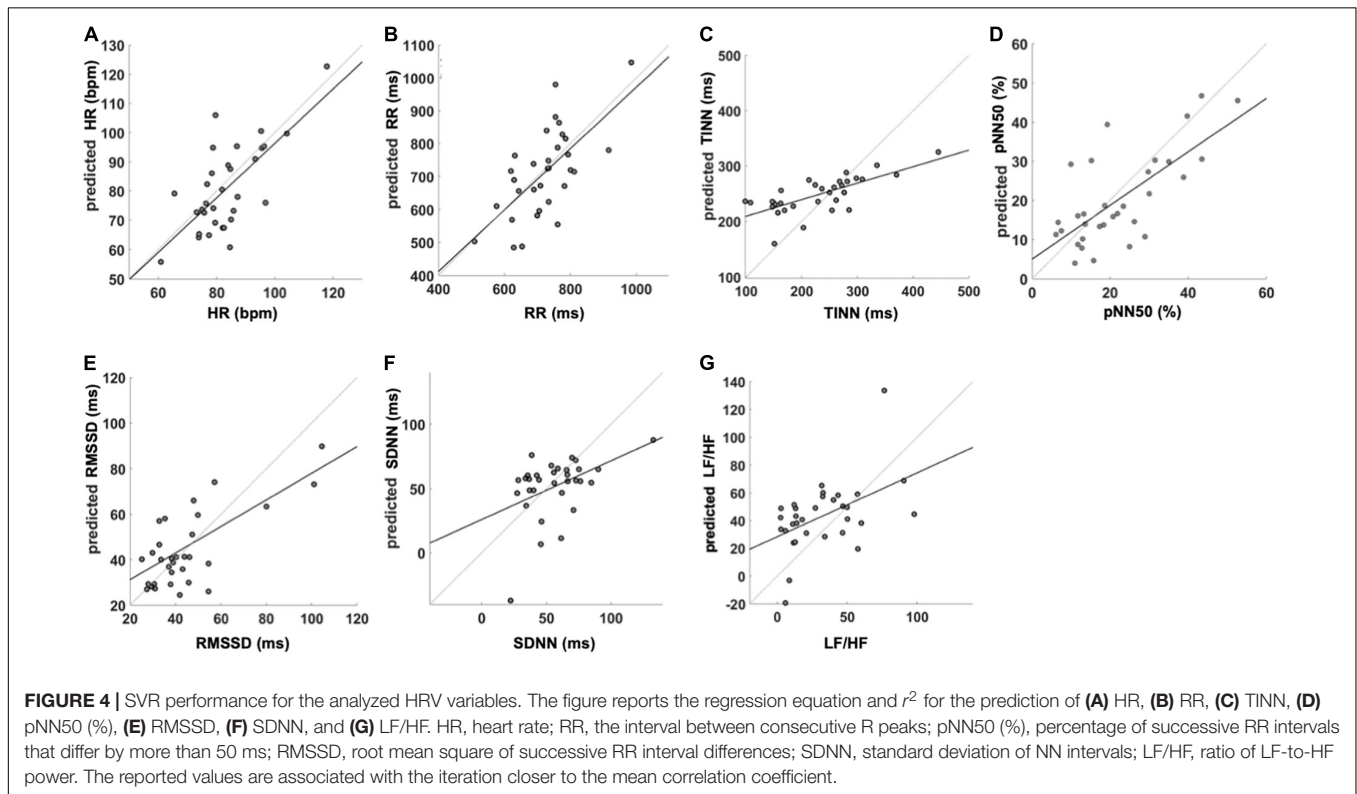 A
130
120
110
100
90
80
70
60
50
predicted HR (bpm)
60 80 100 120
HR (bpm)
B
1100
1000
900
800
700
600
500
400
predicted RR (ms)
400 600 800 1000
RR (ms)
C
500
400
300
200
100
predicted TINN (ms)
100 200 300 400 500
TINN (ms)
D
60
50
40
30
20
10
0
predicted pNN50 (%)
0 20 40 60
pNN50 (%)
E
120
100
80
60
40
20
predicted RMSSD (ms)
20 40 60 80 100 120
RMSSD (ms)
F
100
50
0
predicted SDNN (ms)
0 50 100
SDNN (ms)
G
140
120
100
80
60
40
20
0
-20
predicted LF/HF
0 50 100
LF/HF
FIGURE 4 | SVR performance for the analyzed HRV variables. The figure reports the regression equation and r² for the prediction of (A) HR, (B) RR, (C) TINN, (D)
pNN50 (%), (E) RMSSD, (F) SDNN, and (G) LF/HF. HR, heart rate; RR, the interval between consecutive R peaks; pNN50 (%), percentage of successive RR intervals
that differ by more than 50 ms; RMSSD, root mean square of successive RR interval differences; SDNN, standard deviation of NN intervals; LF/HF, ratio of LF-to-HF
power. The reported values are associated with the iteration closer to the mean correlation coefficient.